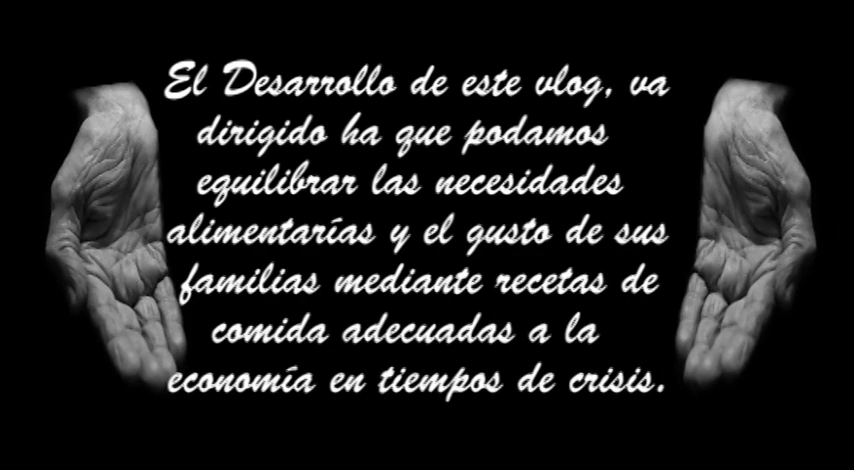 El Desarrollo de este vlog, va
dirigido ha que podamos
equilibrar las necesidades
alimentarías y el gusto de sus
familias mediante recetas de
comida adecuadas a la
economía en tiempos de crisis.